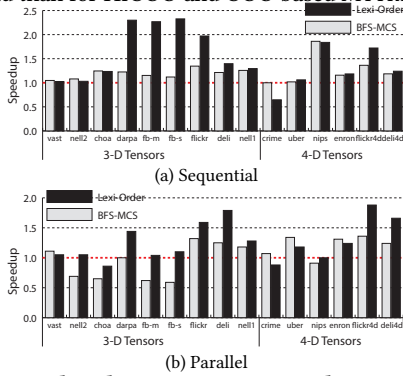 2.5
Lexi-Order
2.0
BFS-MCS
1.5
Speedup
1.0
0.5
0.0
vast nell2 choa darpa fb-m fb-s flickr deli nell1 crime uber nips enron flickr4d deli4d
3-D Tensors 4-D Tensors
(a) Sequential
2.0
Lexi-Order
BFS-MCS
1.5
Speedup
1.0
0.5
0.0
vast nell2 choa darpa fb-m fb-s flickr deli nell1 crime uber nips enron flickr4d deli4d
3-D Tensors 4-D Tensors
(b) Parallel